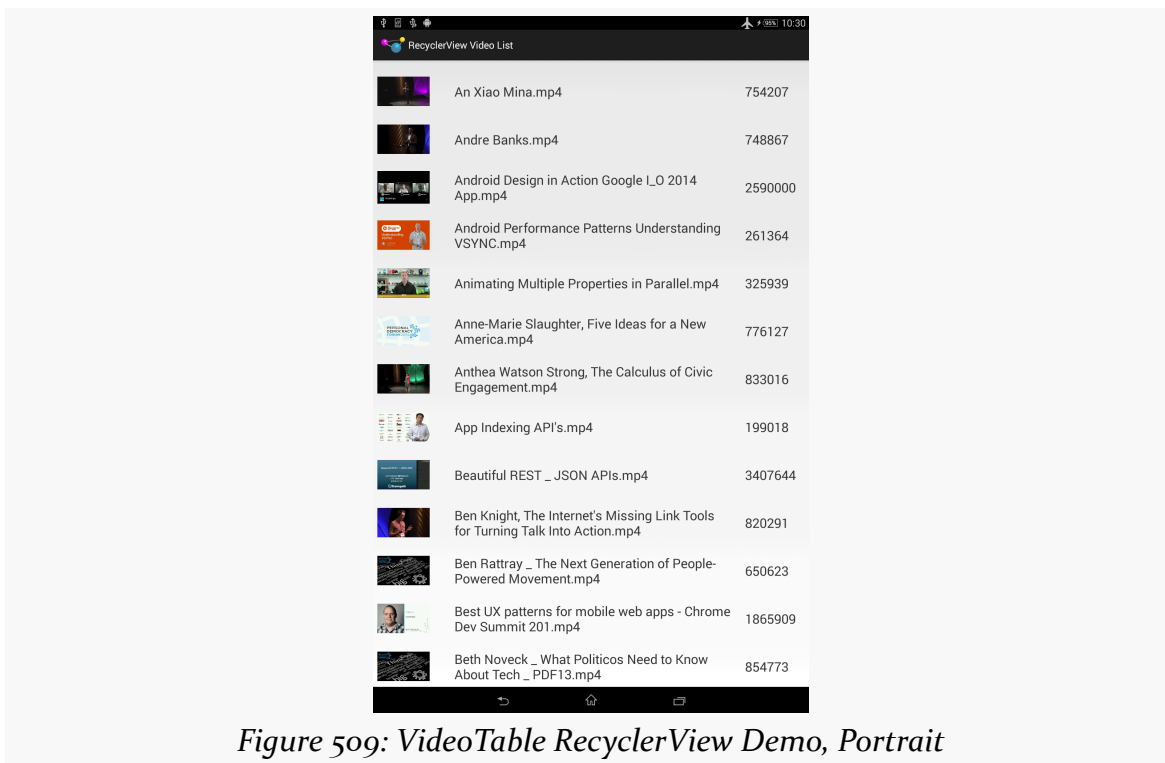 95% 10:30
RecyclerView Video List
An Xiao Mina.mp4 754207
Andre Banks.mp4 748867
Android Design in Action Google I_O 2014
App.mp4
2590000
Android Performance Patterns Understanding
VSYNC.mp4
261364
Animating Multiple Properties in Parallel.mp4 325939
Anne-Marie Slaughter, Five Ideas for a New
America.mp4
776127
Anthea Watson Strong, The Calculus of Civic
Engagement.mp4
833016
App Indexing API's.mp4 199018
Beautiful REST _ JSON APIs.mp4 3407644
Ben Knight, The Internet's Missing Link Tools
for Turning Talk Into Action.mp4
820291
Ben Rattray _ The Next Generation of People-
Powered Movement.mp4
650623
Best UX patterns for mobile web apps - Chrome
Dev Summit 201.mp4
1865909
Beth Noveck _ What Politicos Need to Know
About Tech _ PDF13.mp4
854773
Figure 509: VideoTable RecyclerView Demo, Portrait